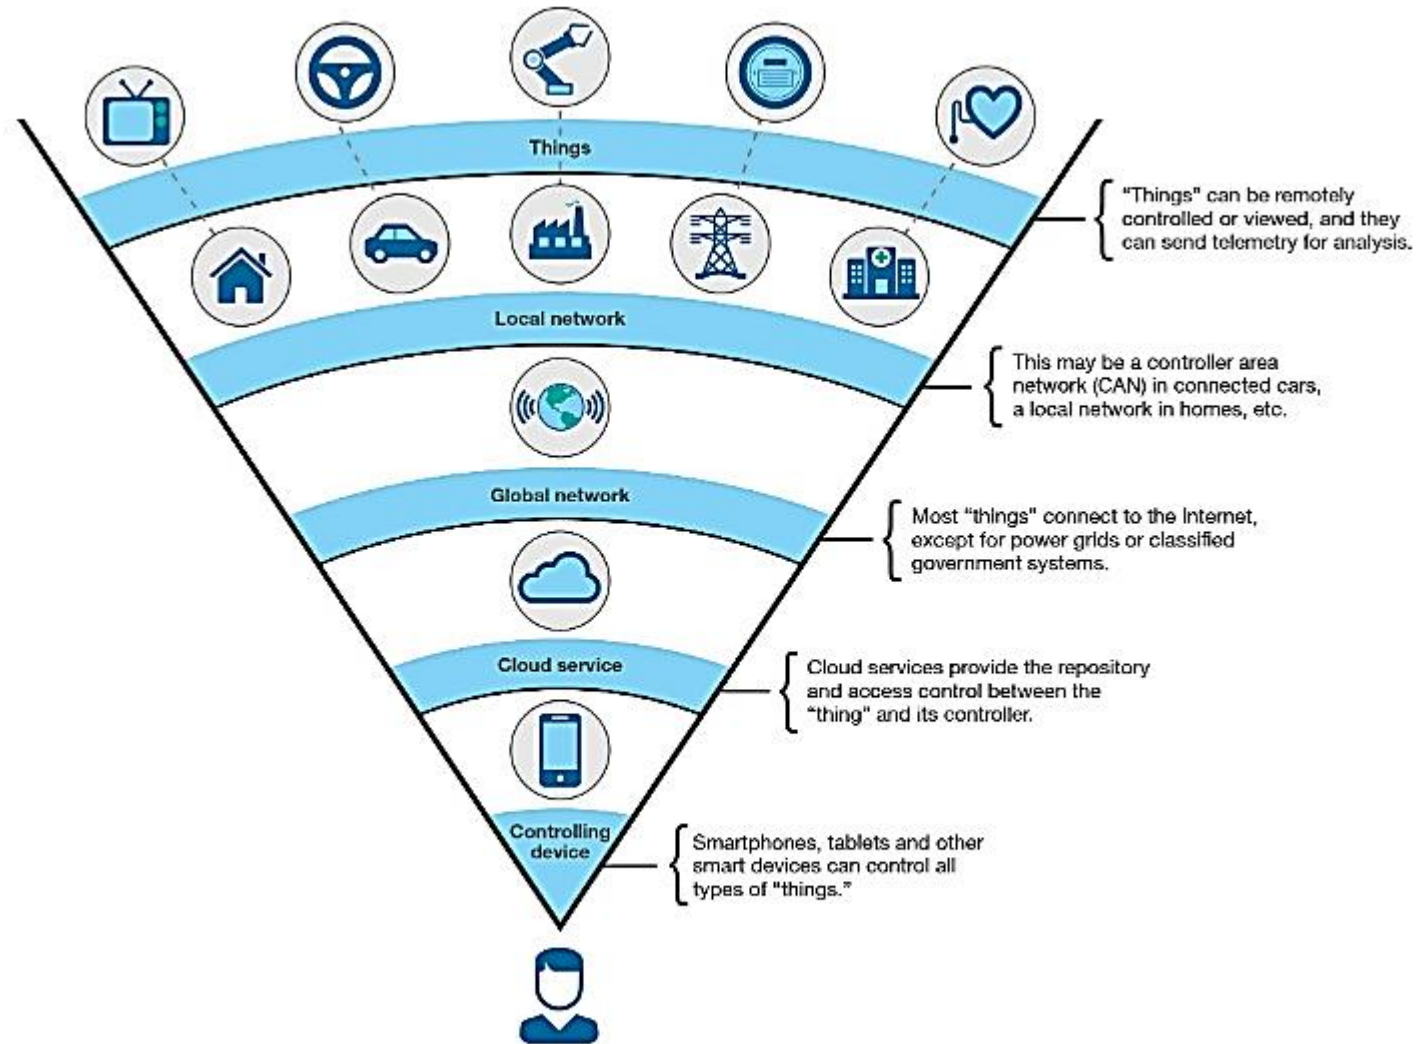 Things
"Things" can be remotely
controlled or viewed, and they
can send telemetry for analysis.
Local network
This may be a controller area
network (CAN) in connected cars,
a local network in homes, etc.
Global network
Most "things" connect to the Internet,
except for power grids or classified
government systems.
Cloud service
Cloud services provide the repository
and access control between the
"thing" and its controller.
Controlling
device
Smartphones, tablets and other
smart devices can control all
types of "things."